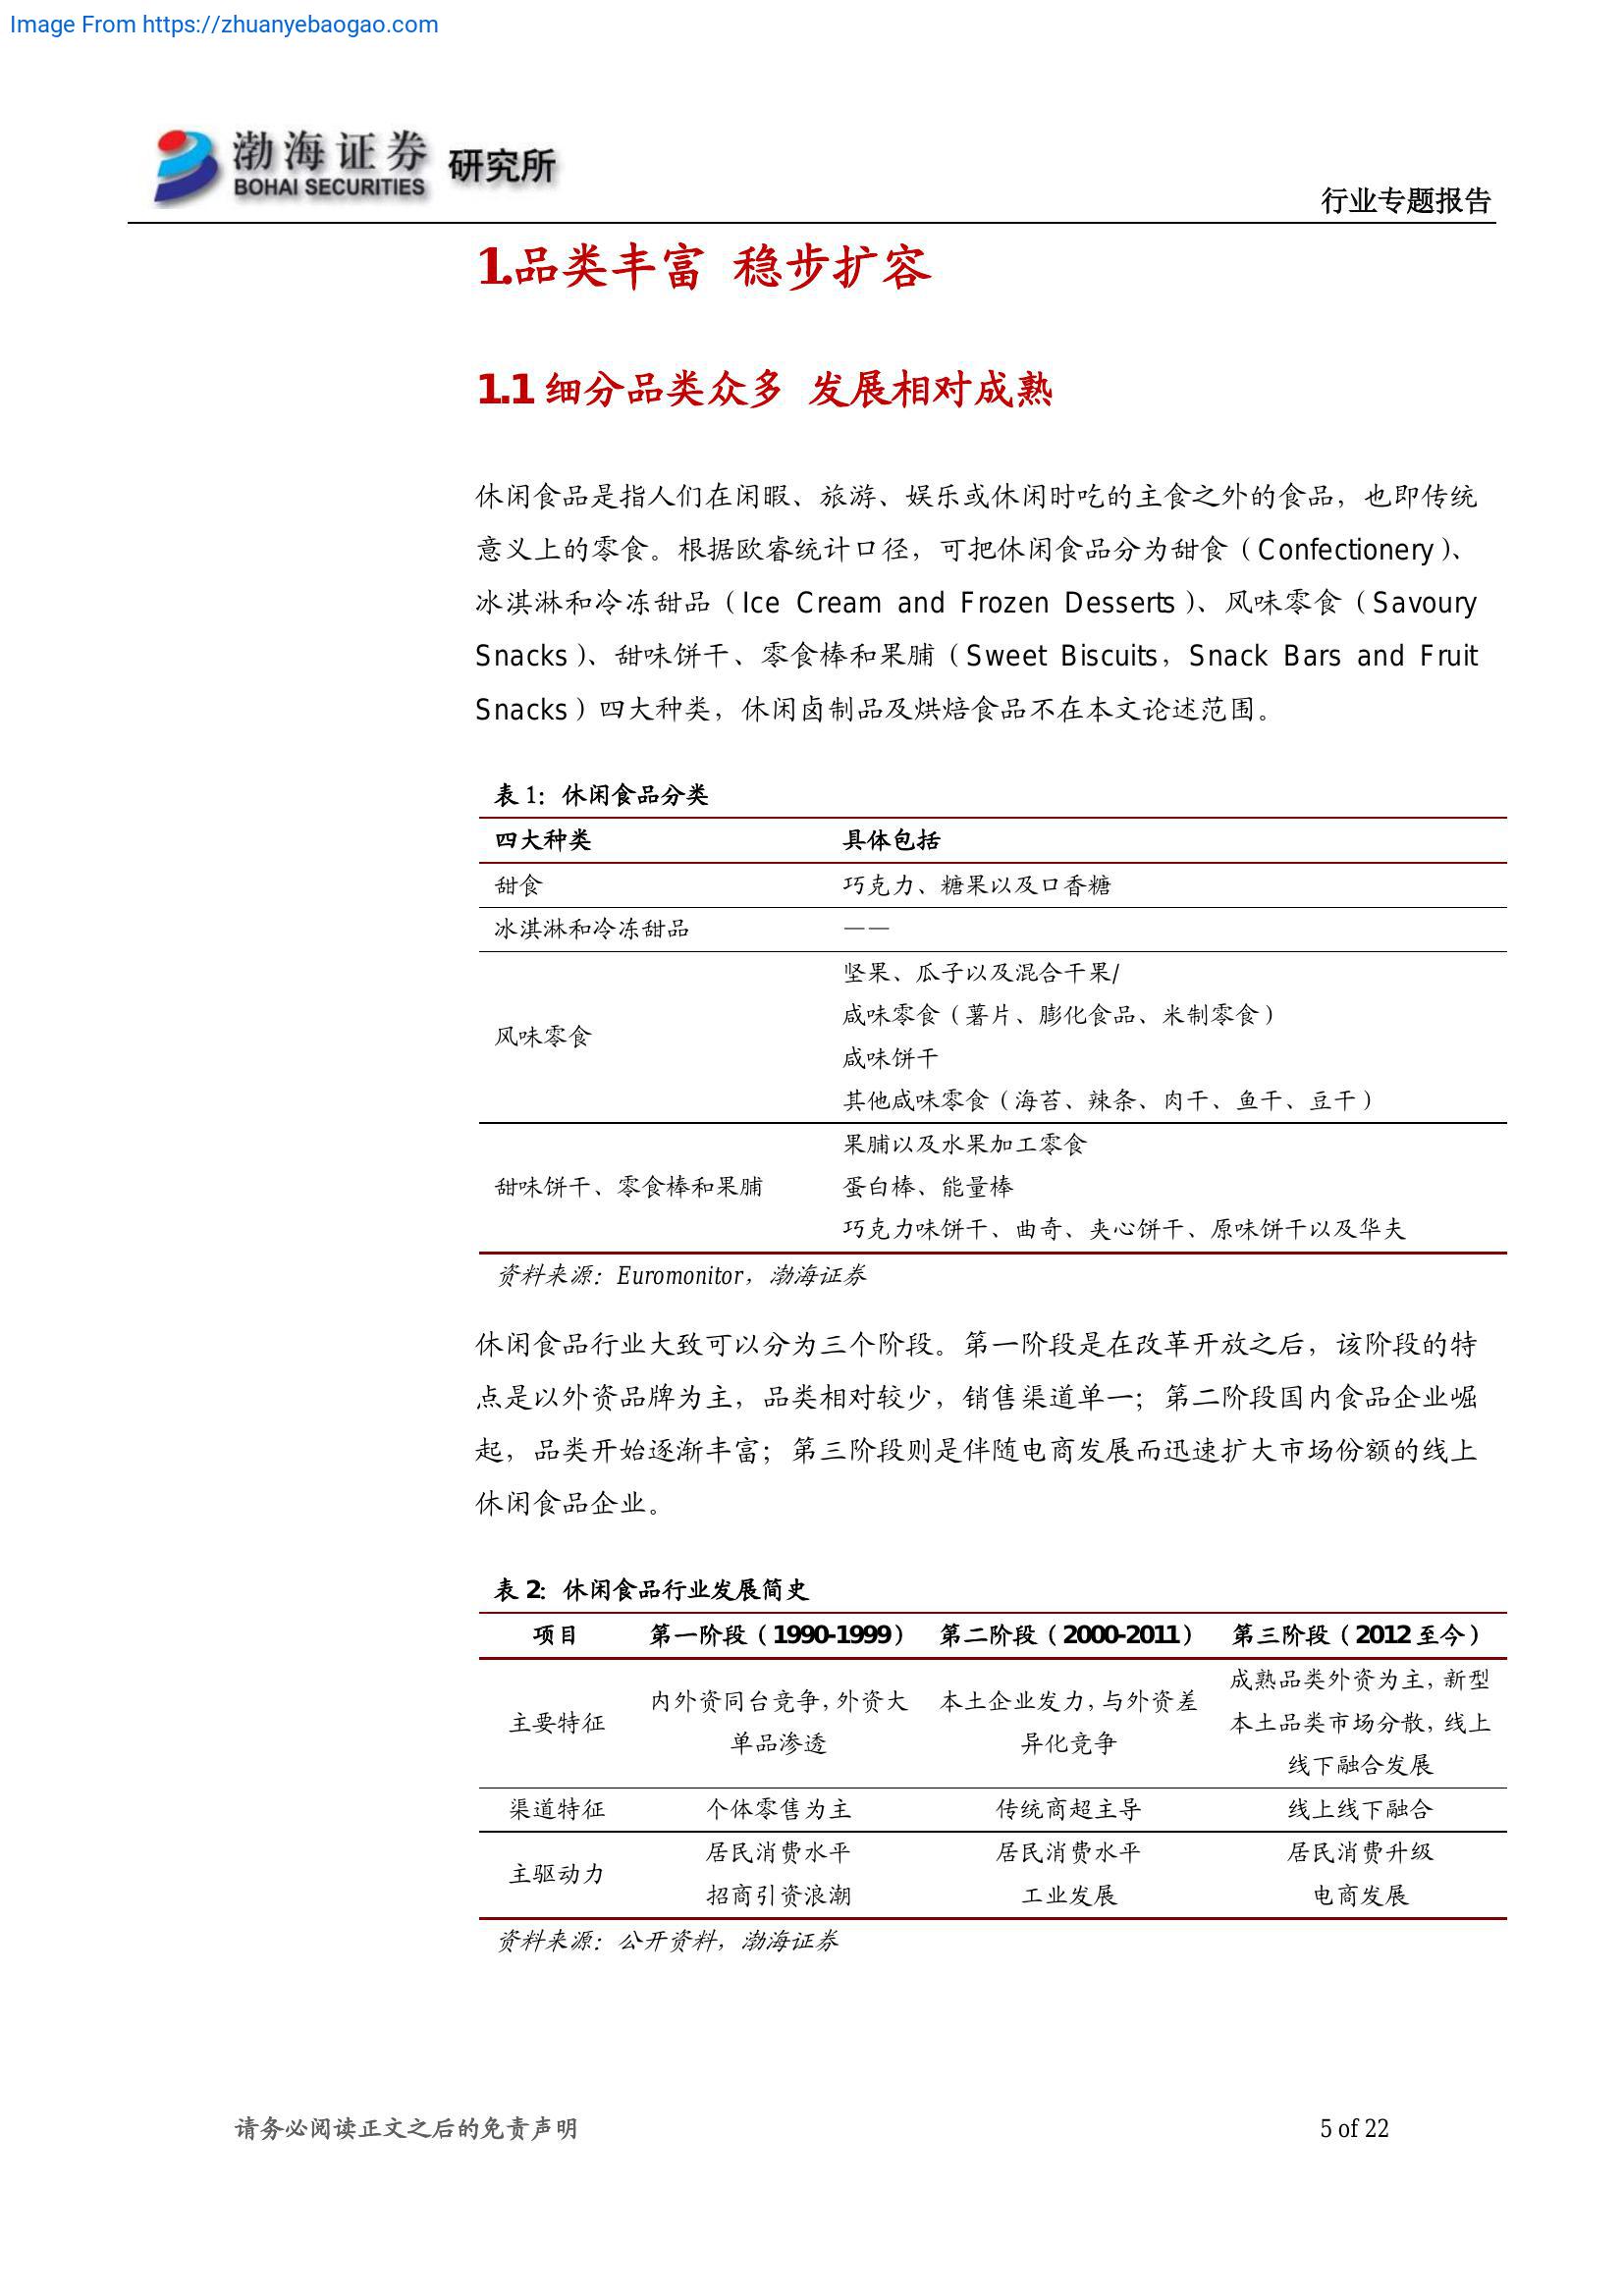 Image From https://zhuanyebaogao.com
渤海证券 研究所
BOHAI SECURITIES
行业专题报告
1.品类丰富 稳步扩容
1.1 细分品类众多 发展相对成熟
休闲食品是指人们在闲暇、旅游、娱乐或休闲时吃的主食之外的食品，也即传统
意义上的零食。根据欧睿统计口径，可把休闲食品分为甜食（Confectionery）、
冰淇淋和冷冻甜品（Ice Cream and Frozen Desserts）、风味零食（Savoury
Snacks）、甜味饼干、零食棒和果脯（Sweet Biscuits，Snack Bars and Fruit
Snacks）四大种类，休闲卤制品及烘焙食品不在本文论述范围。
表 1：休闲食品分类
四大种类 具体包括
甜食 巧克力、糖果以及口香糖
冰淇淋和冷冻甜品 ——
坚果、瓜子以及混合干果/
咸味零食（薯片、膨化食品、米制零食）
风味零食
咸味饼干
其他咸味零食（海苔、辣条、肉干、鱼干、豆干）
果脯以及水果加工零食
甜味饼干、零食棒和果脯 蛋白棒、能量棒
巧克力味饼干、曲奇、夹心饼干、原味饼干以及华夫
资料来源：Euromonitor，渤海证券
休闲食品行业大致可以分为三个阶段。第一阶段是在改革开放之后，该阶段的特
点是以外资品牌为主，品类相对较少，销售渠道单一；第二阶段国内食品企业崛
起，品类开始逐渐丰富；第三阶段则是伴随电商发展而迅速扩大市场份额的线上
休闲食品企业。
表 2：休闲食品行业发展简史
项目 第一阶段（1990-1999） 第二阶段（2000-2011） 第三阶段（2012 至今）
成熟品类外资为主，新型
内外资同台竞争，外资大 本土企业发力，与外资差
主要特征 本土品类市场分散，线上
单品渗透 异化竞争
线下融合发展
渠道特征 个体零售为主 传统商超主导 线上线下融合
居民消费水平 居民消费水平 居民消费升级
主驱动力
招商引资浪潮 工业发展 电商发展
资料来源：公开资料，渤海证券
请务必阅读正文之后的免责声明 5 of 22